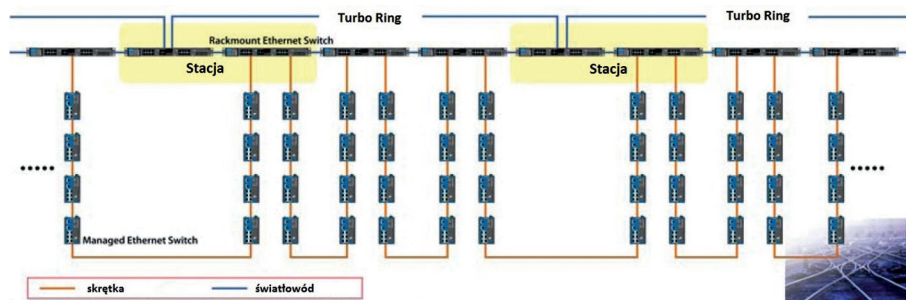 Turbo Ring
Turbo Ring
Rackmount Ethernet Switch
Stacja
Stacja
Managed Ethernet Switch
skrętka
światłowód